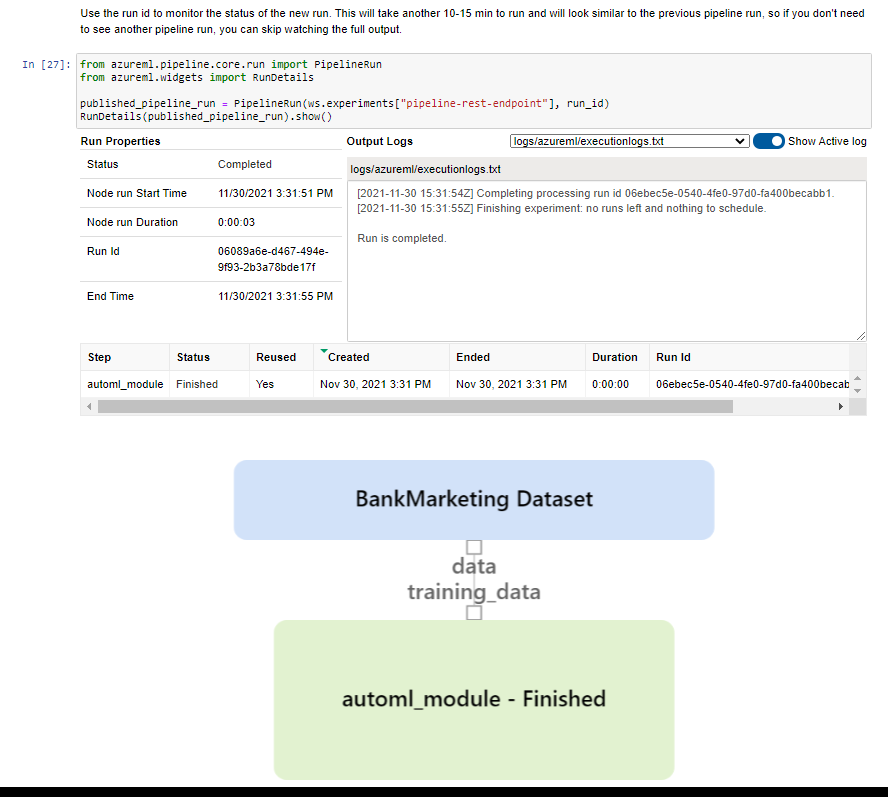 Use the run id to monitor the status of the new run. This will take another 10-15 min to run and will look similar to the previous pipeline run, so if you don't need
to see another pipeline run, you can skip watching the full output.
In [27]:
from azureml.pipeline.core.run import PipelineRun
from azureml.widgets import RunDetails
published_pipeline_run = PipelineRun(ws.experiments["pipeline-rest-endpoint"], run_id)
RunDetails(published_pipeline_run).show()
Run Properties
Status Completed
Node run Start Time 11/30/2021 3:31:51 PM
Node run Duration 0:00:03
Run Id 06089a6e-d467-494e-
9f93-2b3a78bde17f
End Time 11/30/2021 3:31:55 PM
Output Logs logs/azureml/executionlogs.txt Show Active log
logs/azureml/executionlogs.txt
[2021-11-30 15:31:54Z] Completing processing run id 06ebec5e-0540-4fe0-97d0-fa400becabb1.
[2021-11-30 15:31:55Z] Finishing experiment: no runs left and nothing to schedule.
Run is completed.
Step Status Reused Created Ended Duration Run Id
automl_module Finished Yes Nov 30, 2021 3:31 PM Nov 30, 2021 3:31 PM 0:00:00 06ebec5e-0540-4fe0-97d0-fa400becab
BankMarketing Dataset
data
training_data
automl_module - Finished